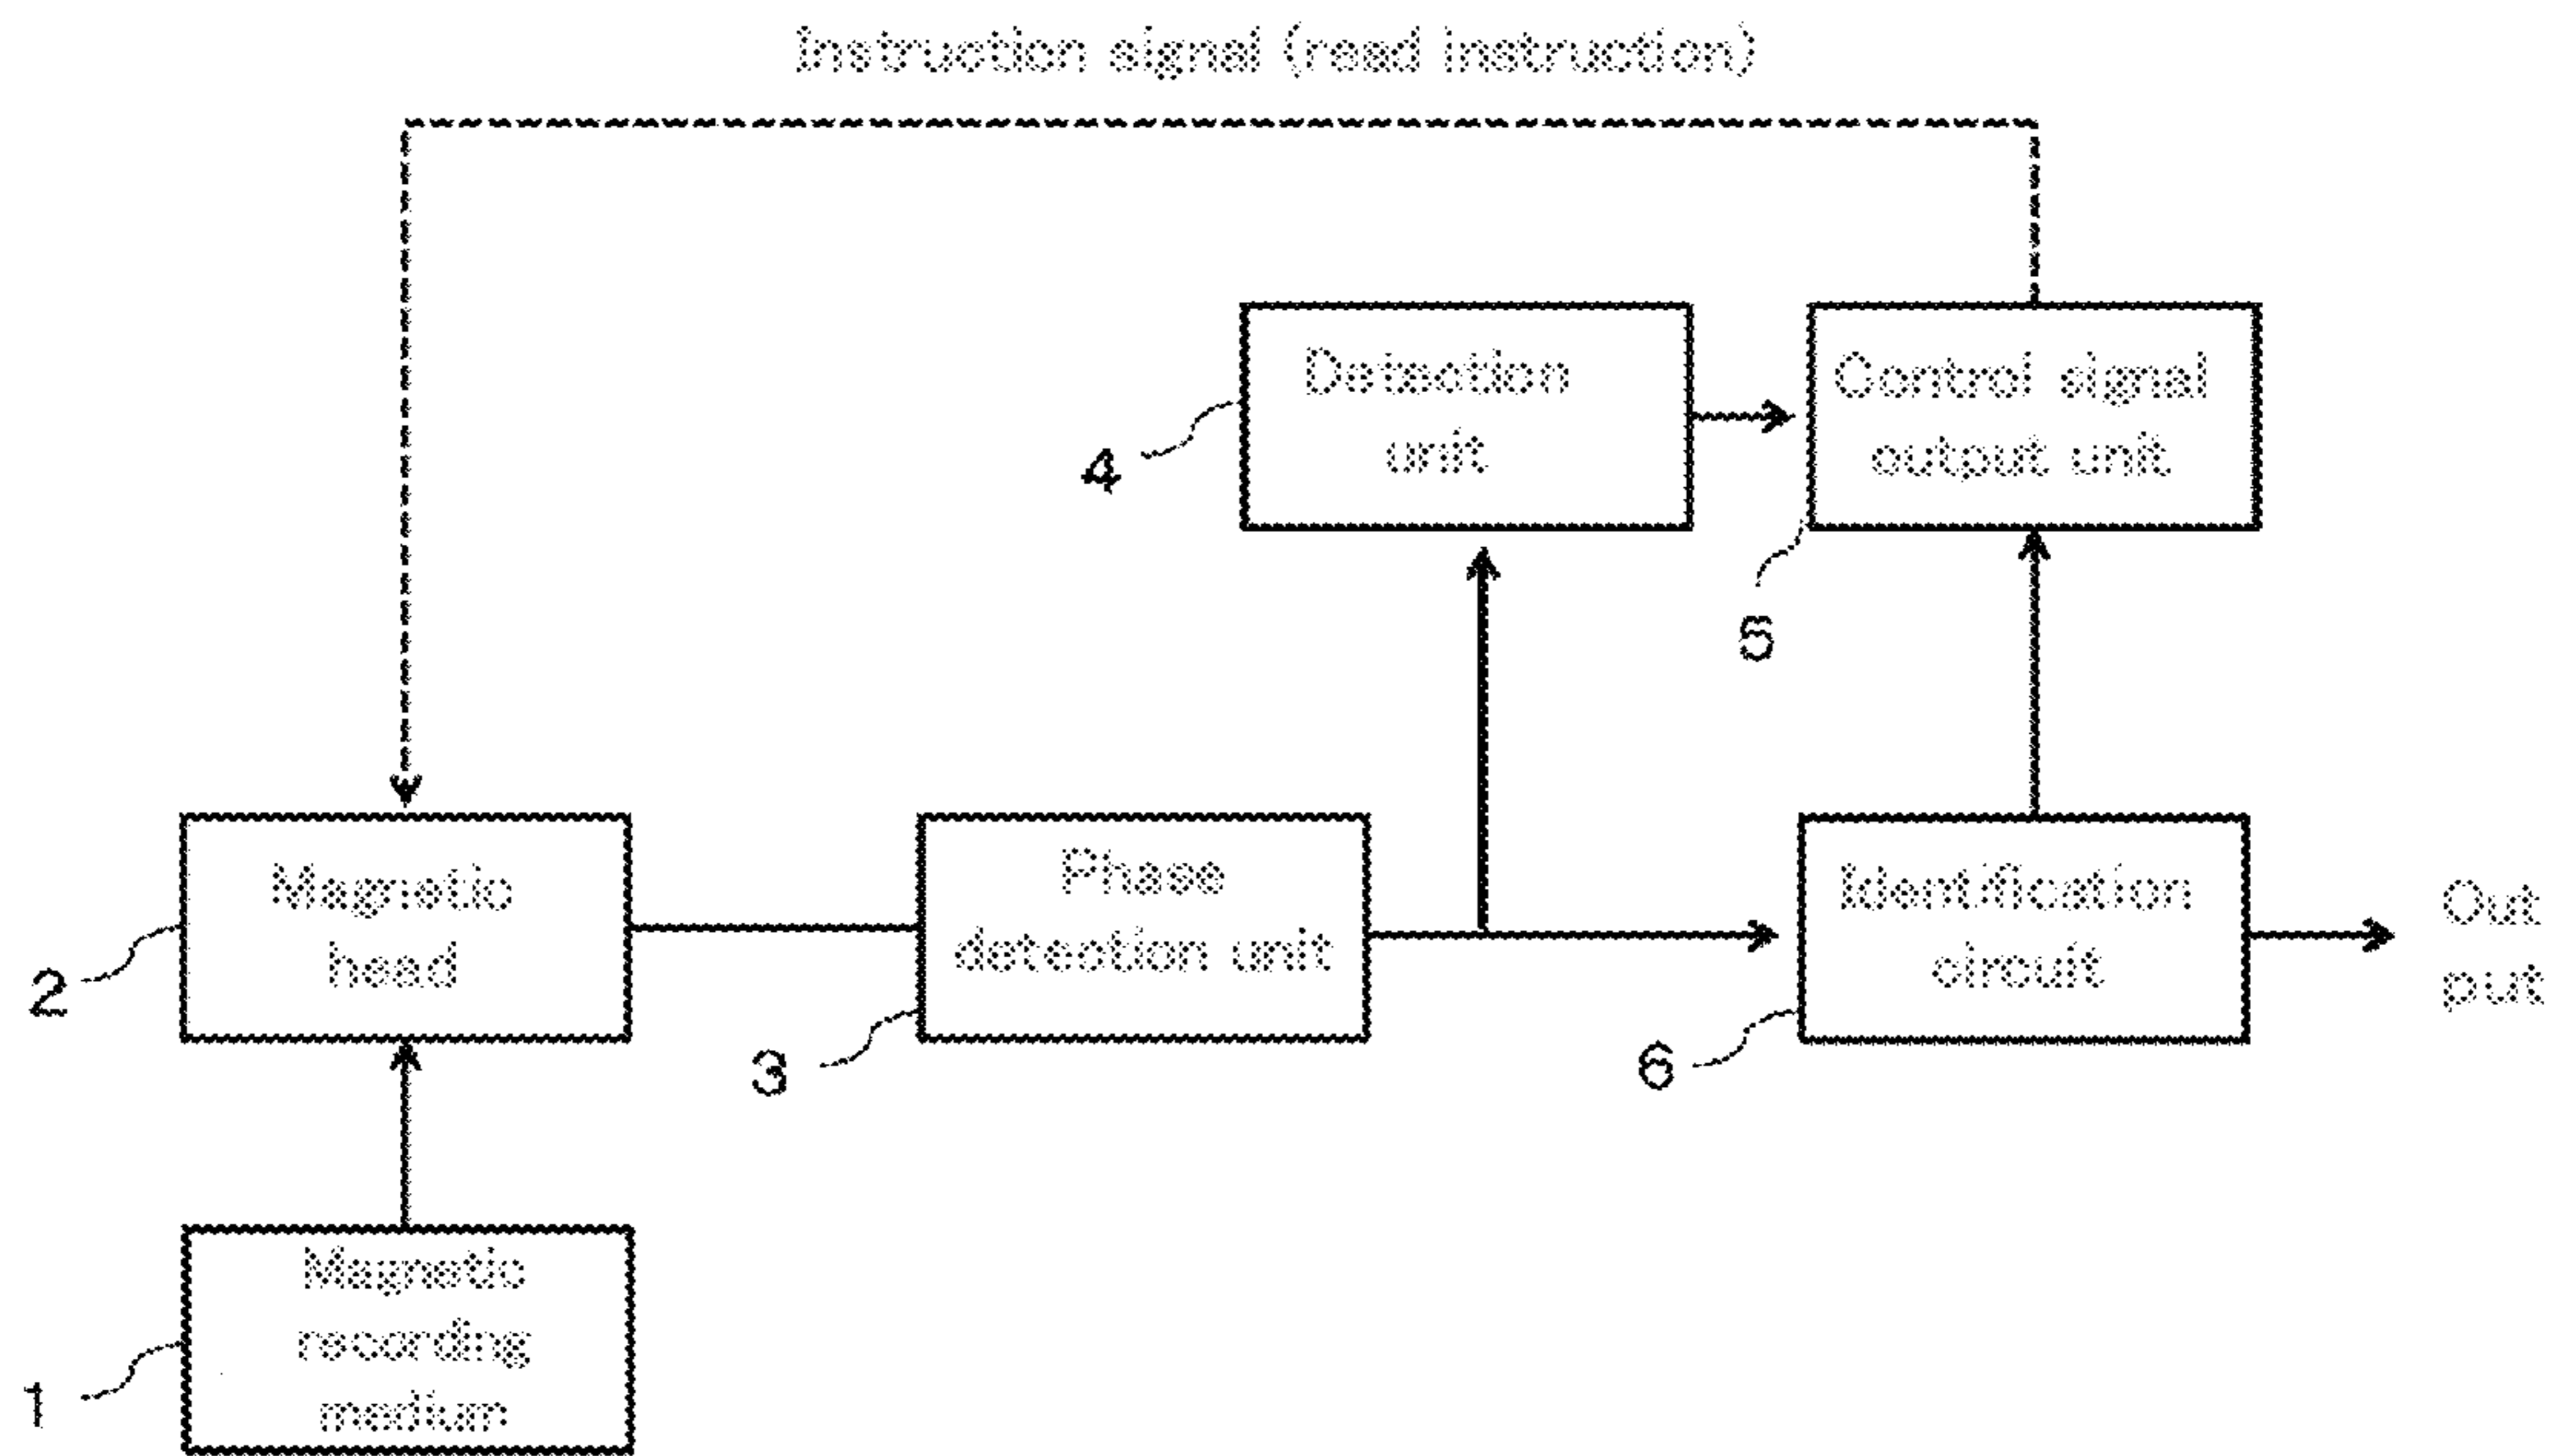 Instruction signal (read instruction)
Detection
unit
4
Control signal
output unit
5
Magnetic
head
2
Phase
detection unit
3
Identification
circuit
6
Out
put
Magnetic
recording
medium
1